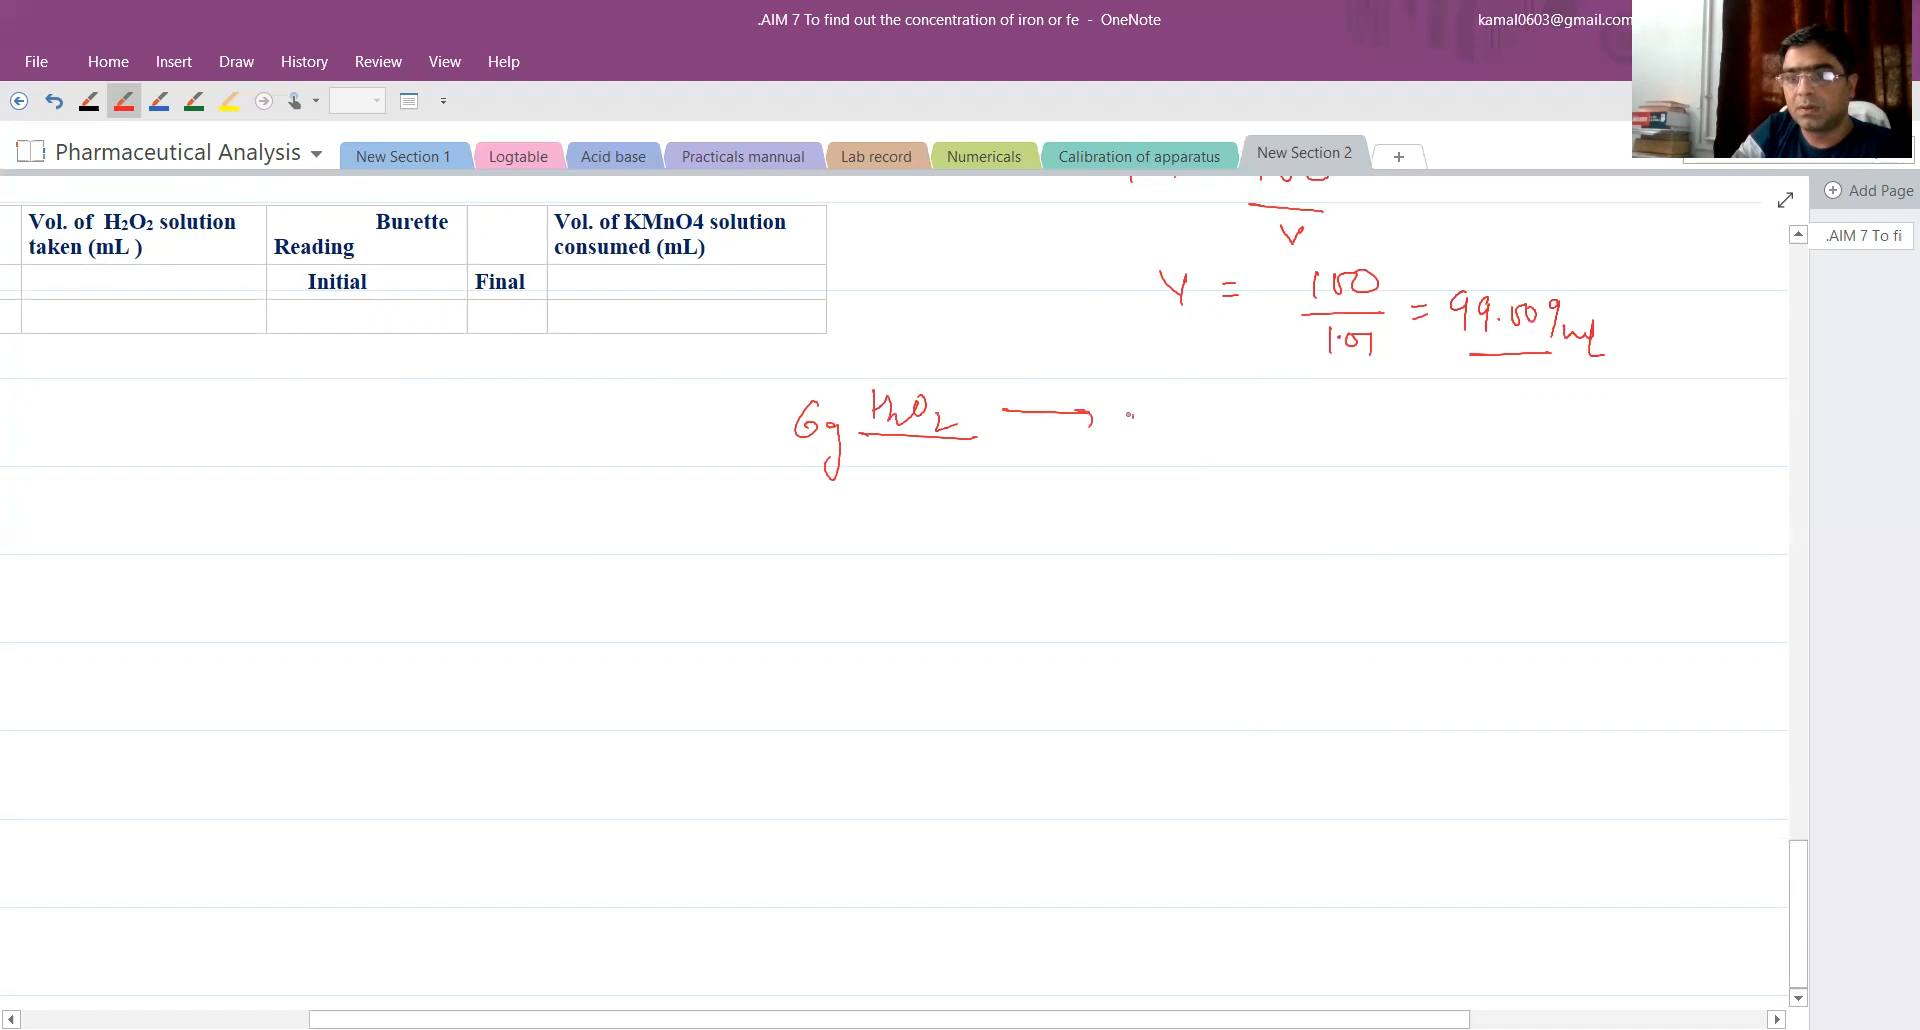 .AIM 7 To find out the concentration of iron or fe - OneNote
kamal0603@gmail.com
File Home Insert Draw History Review View Help
Pharmaceutical Analysis
New Section 1 Logtable Acid base Practicals mannual Lab record Numericals Calibration of apparatus New Section 2 +
Add Page
.AIM 7 To fi
Vol. of H₂O₂ solution taken (mL )
Burette Reading
Vol. of KMnO4 solution consumed (mL)
Initial Final
V
V = 100 / 1.01 = 99.009 ml
6g H₂O₂ ⟶